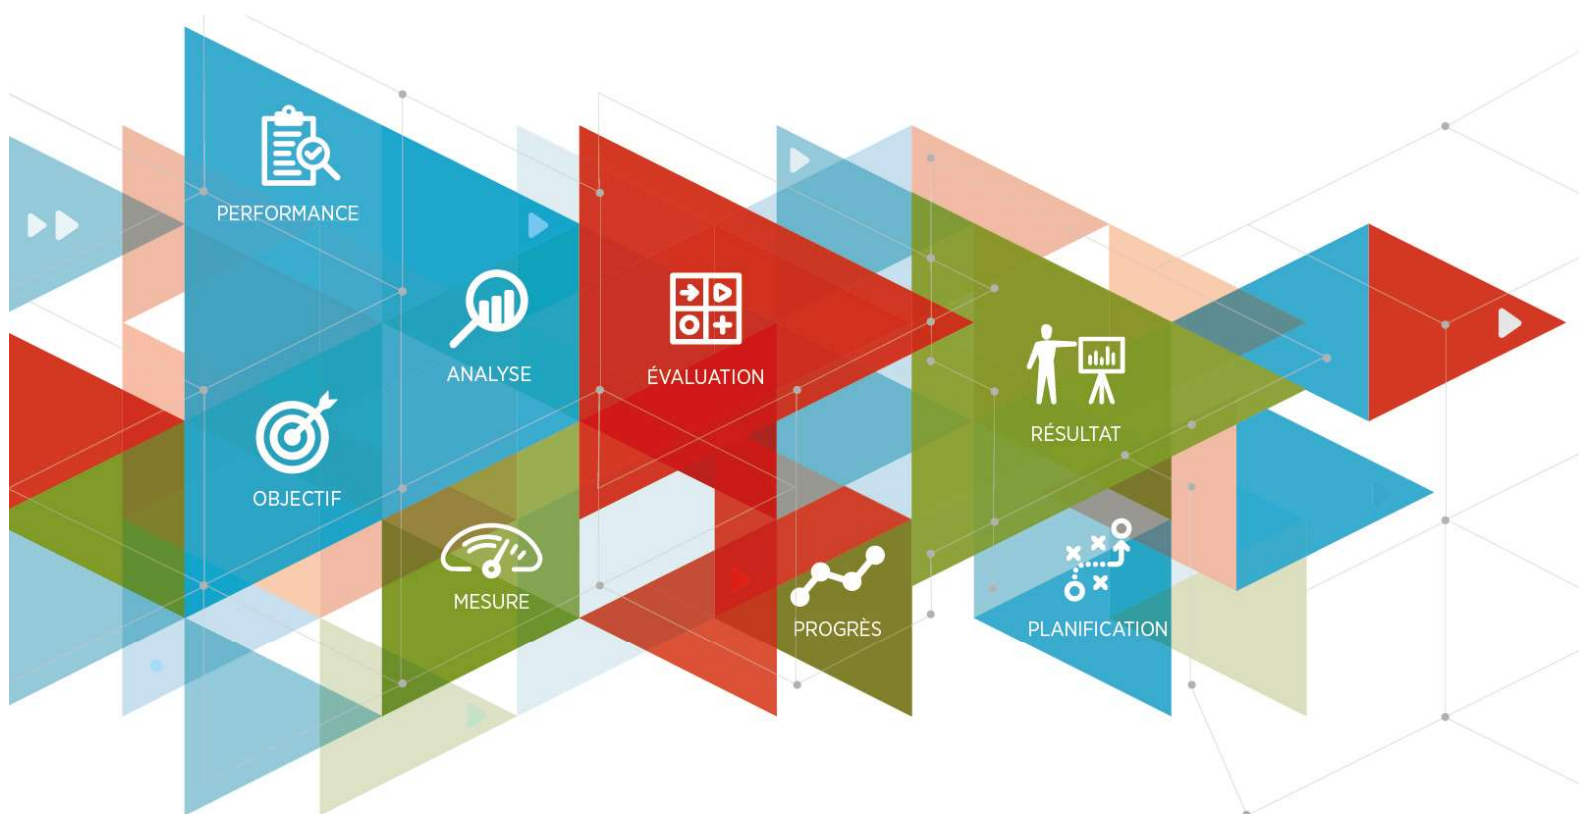 PERFORMANCE
ANALYSE
ÉVALUATION
RÉSULTAT
OBJECTIF
MESURE
PROGRÈS
PLANIFICATION